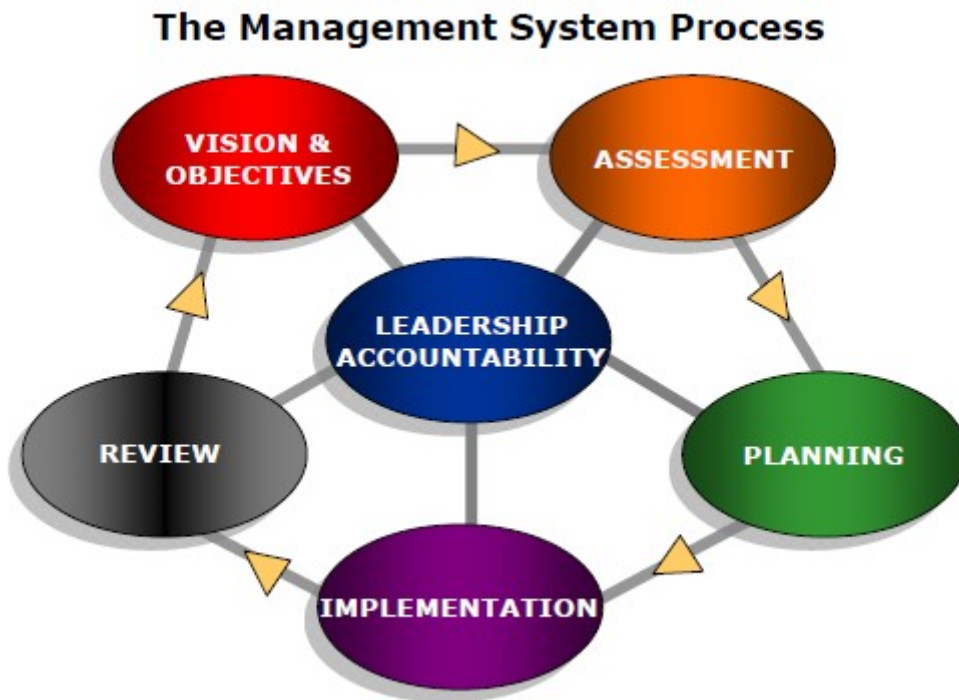 The Management System Process
VISION &
OBJECTIVES
ASSESSMENT
LEADERSHIP
ACCOUNTABILITY
REVIEW
PLANNING
IMPLEMENTATION